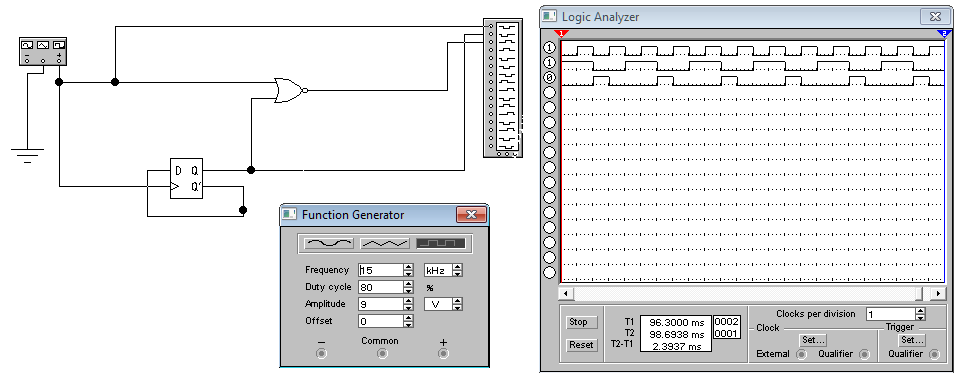 Logic Analyzer
1
2
1
1
0
D Q
Q'
Function Generator
Frequency 15 kHz
Duty cycle 80 %
Amplitude 9 V
Offset 0
− Common +
Clocks per division 1
Stop
Reset
T1 96.3000 ms 0002
T2 98.6938 ms 0001
T2-T1 2.3937 ms
Clock
Set...
External Qualifier
Trigger
Set...
Qualifier